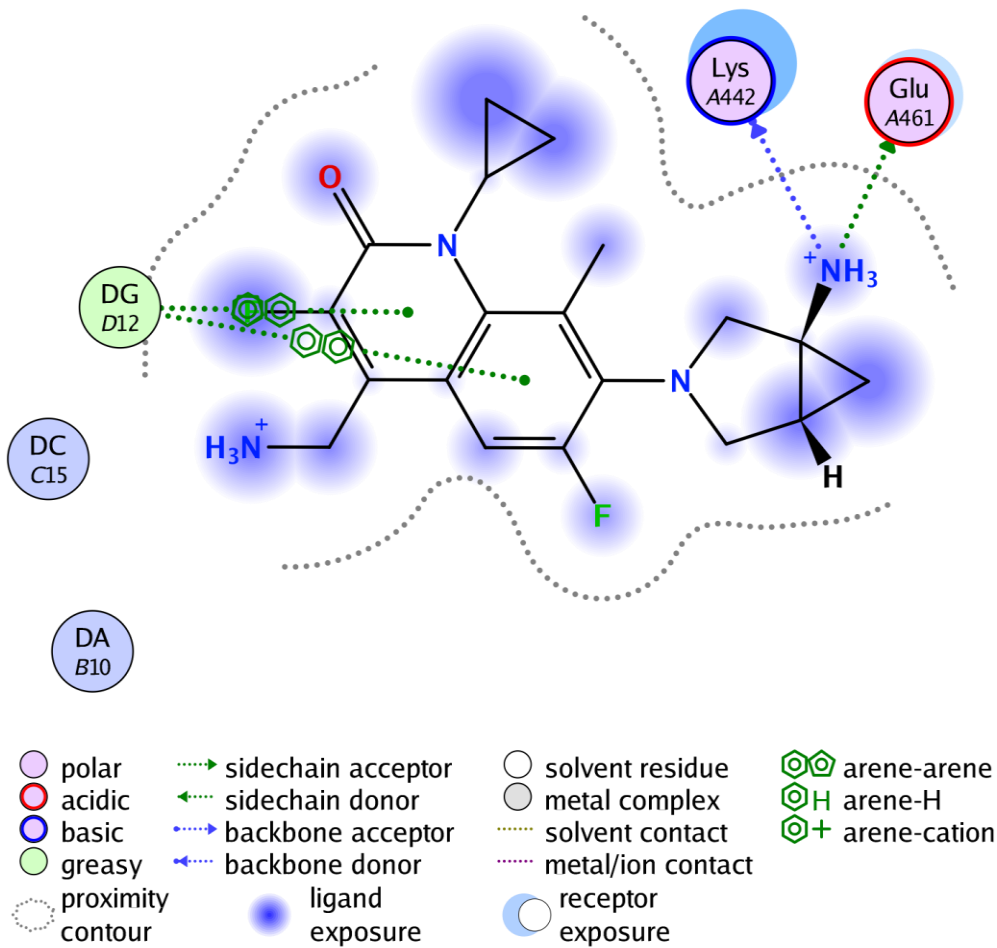 Lys
A442
Glu
A461
O
N
+
NH3
DG
D12
F
N
DC
C15
+
H3N
H
F
DA
B10
polar
sidechain acceptor
solvent residue
arene-arene
acidic
sidechain donor
metal complex
H arene-H
basic
backbone acceptor
solvent contact
+ arene-cation
greasy
backbone donor
metal/ion contact
proximity
contour
ligand
exposure
receptor
exposure